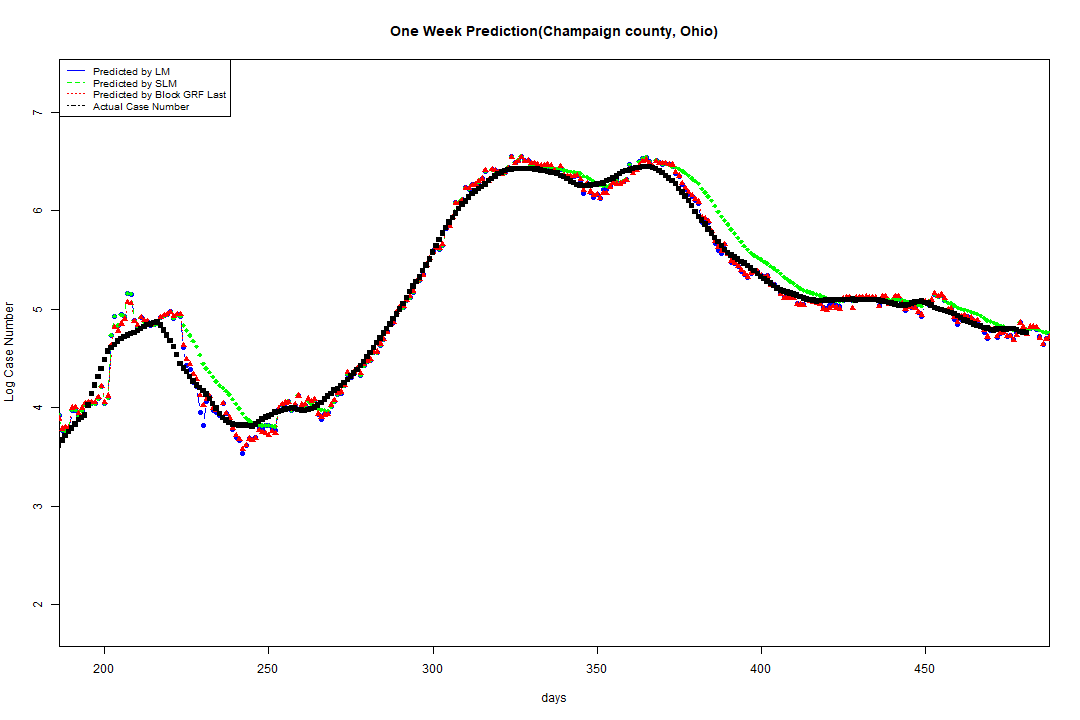 One Week Prediction(Champaign county, Ohio)
Predicted by LM
Predicted by SLM
Predicted by Block GRF Last
Actual Case Number
7
6
5
4
3
2
Log Case Number
200 250 300 350 400 450
days